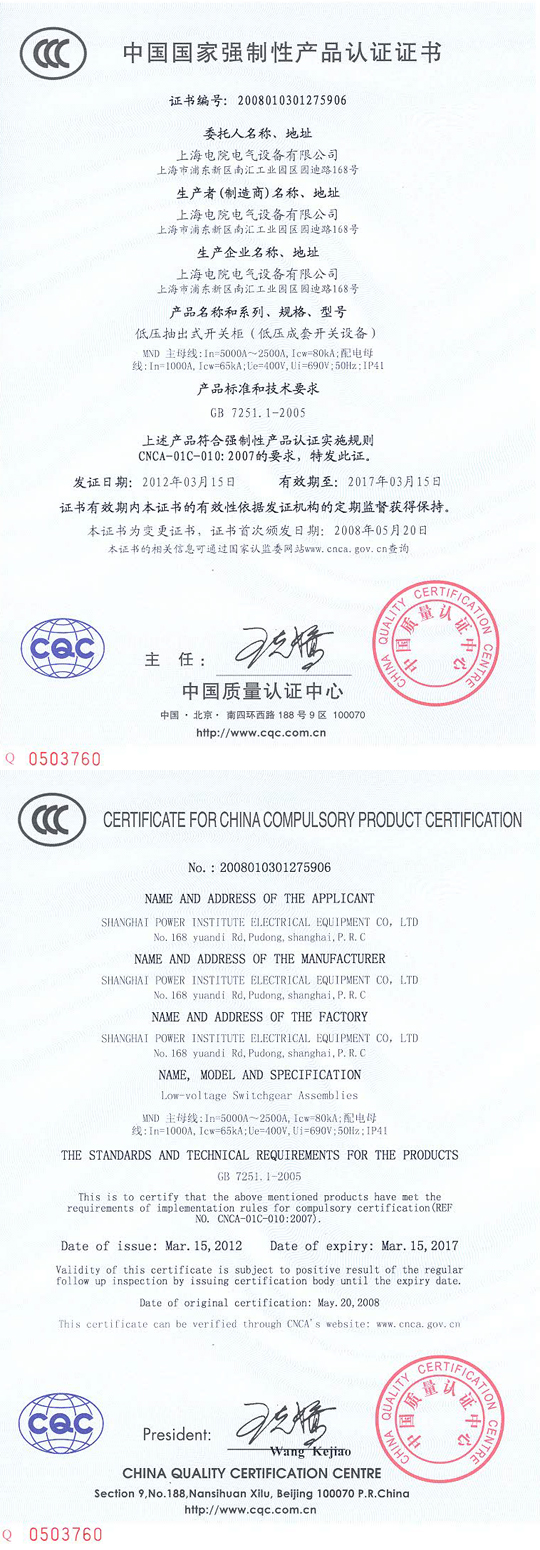 中国国家强制性产品认证证书
证书编号: 2008010301275906
委托人名称、地址
上海电院电气设备有限公司
上海市浦东新区南汇工业园区园迪路168号
生产者(制造商)名称、地址
上海电院电气设备有限公司
上海市浦东新区南汇工业园区园迪路168号
生产企业名称、地址
上海电院电气设备有限公司
上海市浦东新区南汇工业园区园迪路168号
产品名称和系列、规格、型号
低压抽出式开关柜(低压成套开关设备)
MND 主母线:In=5000A～2500A,Icw=80kA;配电母
线:In=1000A,Icw=65kA;Ue=400V,Ui=690V;50Hz;IP41
产品标准和技术要求
GB 7251.1-2005
上述产品符合强制性产品认证实施规则
CNCA-01C-010:2007的要求，特发此证。
发证日期: 2012年03月15日 有效期至: 2017年03月15日
证书有效期内本证书的有效性依据发证机构的定期监督获得保持。
本证书为变更证书，证书首次颁发日期: 2008年05月20日
本证书的相关信息可通过国家认监委网站www.cnca.gov.cn查询
CHINA QUALITY CERTIFICATION CENTRE
中国质量认证中心
CQC
主 任:
中国质量认证中心
中国·北京·南四环西路188号9区 100070
http://www.cqc.com.cn
Q 0503760
CERTIFICATE FOR CHINA COMPULSORY PRODUCT CERTIFICATION
No.: 2008010301275906
NAME AND ADDRESS OF THE APPLICANT
SHANGHAI POWER INSTITUTE ELECTRICAL EQUIPMENT CO, LTD
No.168 yuandi Rd,Pudong,shanghai,P.R.C
NAME AND ADDRESS OF THE MANUFACTURER
SHANGHAI POWER INSTITUTE ELECTRICAL EQUIPMENT CO, LTD
No.168 yuandi Rd,Pudong,shanghai,P.R.C
NAME AND ADDRESS OF THE FACTORY
SHANGHAI POWER INSTITUTE ELECTRICAL EQUIPMENT CO, LTD
No.168 yuandi Rd,Pudong,shanghai,P.R.C
NAME, MODEL AND SPECIFICATION
Low-voltage Switchgear Assemblies
MND 主母线:In=5000A～2500A,Icw=80kA;配电母
线:In=1000A,Icw=65kA;Ue=400V,Ui=690V;50Hz;IP41
THE STANDARDS AND TECHNICAL REQUIREMENTS FOR THE PRODUCTS
GB 7251.1-2005
This is to certify that the above mentioned products have met the
requirements of implementation rules for compulsory certification(REF
NO. CNCA-01C-010:2007).
Date of issue: Mar.15,2012 Date of expiry: Mar.15,2017
Validity of this certificate is subject to positive result of the regular
follow up inspection by issuing certification body until the expiry date.
Date of original certification: May.20,2008
This certificate can be verified through CNCA's website: www.cnca.gov.cn
CHINA QUALITY CERTIFICATION CENTRE
中国质量认证中心
CQC
President:
Wang Kejiao
CHINA QUALITY CERTIFICATION CENTRE
Section 9,No.188,Nansihuan Xilu, Beijing 100070 P.R.China
http://www.cqc.com.cn
Q 0503760